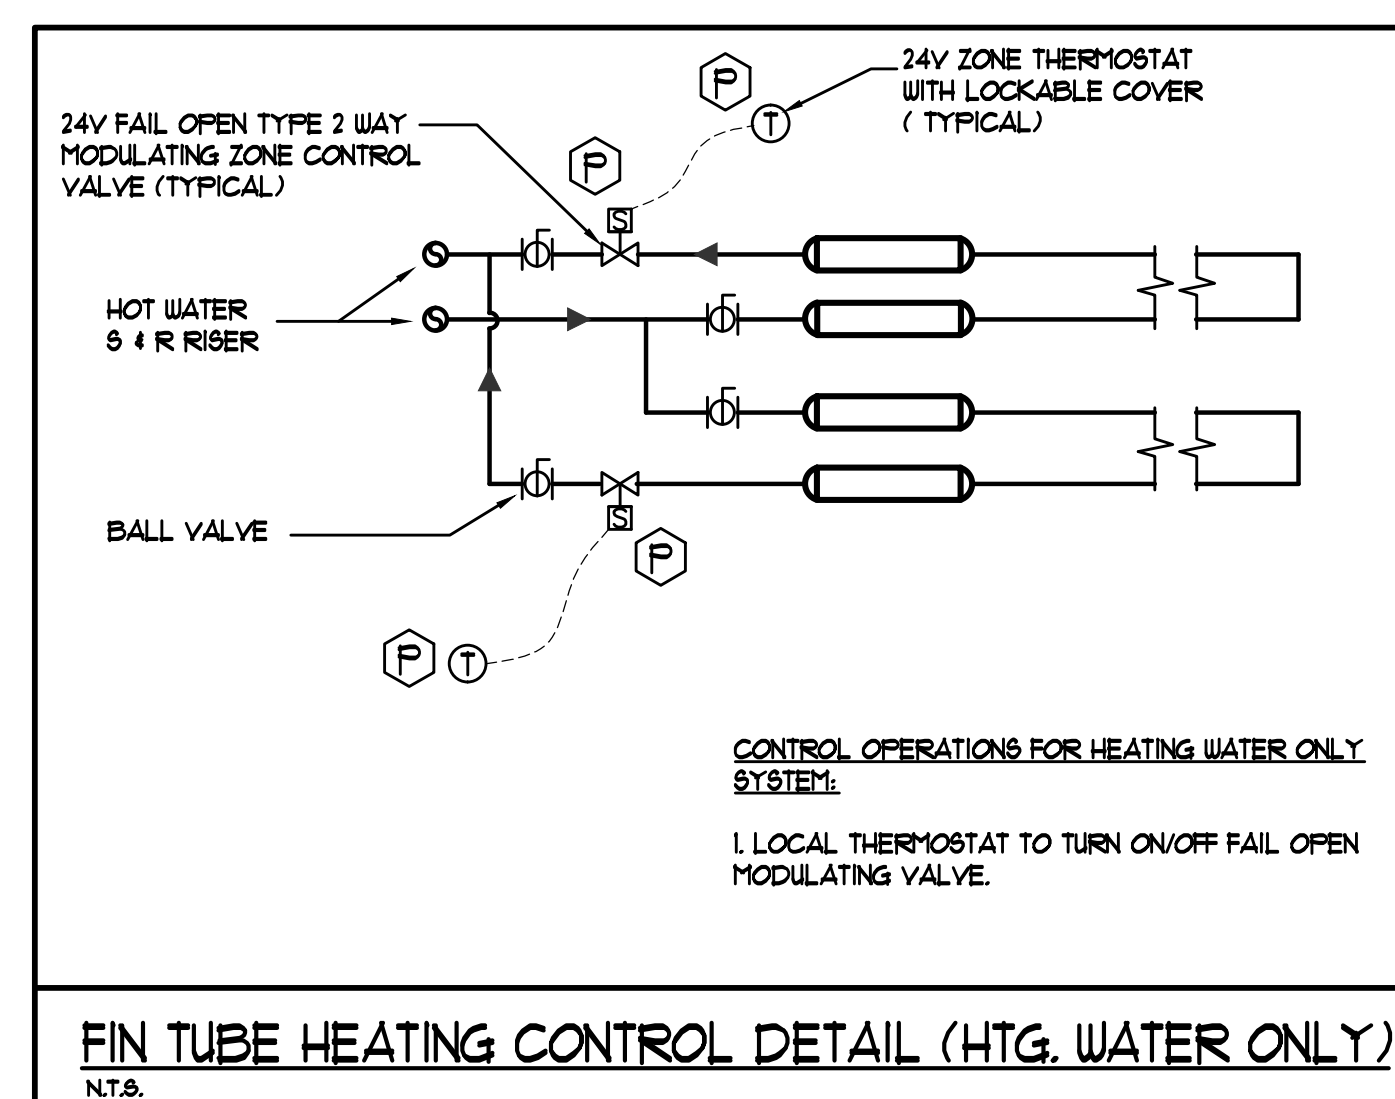 P
24V ZONE THERMOSTAT
WITH LOCKABLE COVER
( TYPICAL)
T
24V FAIL OPEN TYPE 2 WAY
MODULATING ZONE CONTROL
VALVE (TYPICAL)
P
S
HOT WATER
S & R RISER
BALL VALVE
S
P
P
T
CONTROL OPERATIONS FOR HEATING WATER ONLY
SYSTEM:
1. LOCAL THERMOSTAT TO TURN ON/OFF FAIL OPEN
MODULATING VALVE.
FIN TUBE HEATING CONTROL DETAIL (HTG. WATER ONLY)
N.T.S.